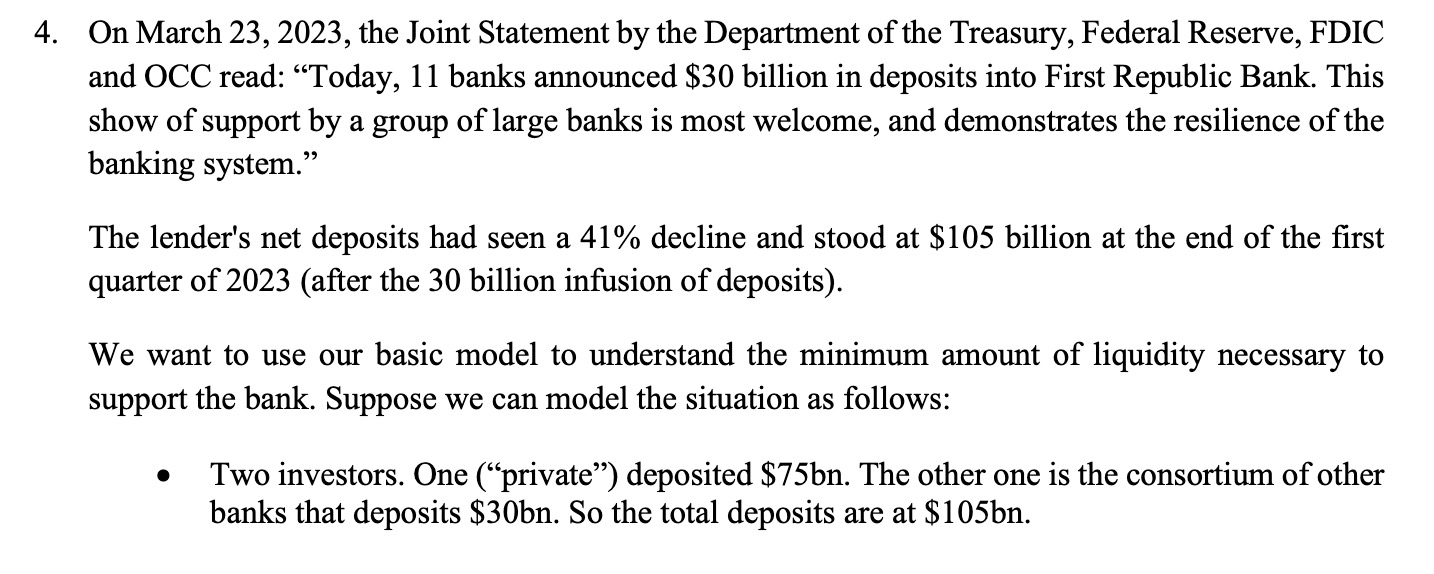 4. On March 23, 2023, the Joint Statement by the Department of the Treasury, Federal Reserve, FDIC
and OCC read: “Today, 11 banks announced $30 billion in deposits into First Republic Bank. This
show of support by a group of large banks is most welcome, and demonstrates the resilience of the
banking system.”
The lender's net deposits had seen a 41% decline and stood at $105 billion at the end of the first
quarter of 2023 (after the 30 billion infusion of deposits).
We want to use our basic model to understand the minimum amount of liquidity necessary to
support the bank. Suppose we can model the situation as follows:
• Two investors. One (“private”) deposited $75bn. The other one is the consortium of other
banks that deposits $30bn. So the total deposits are at $105bn.